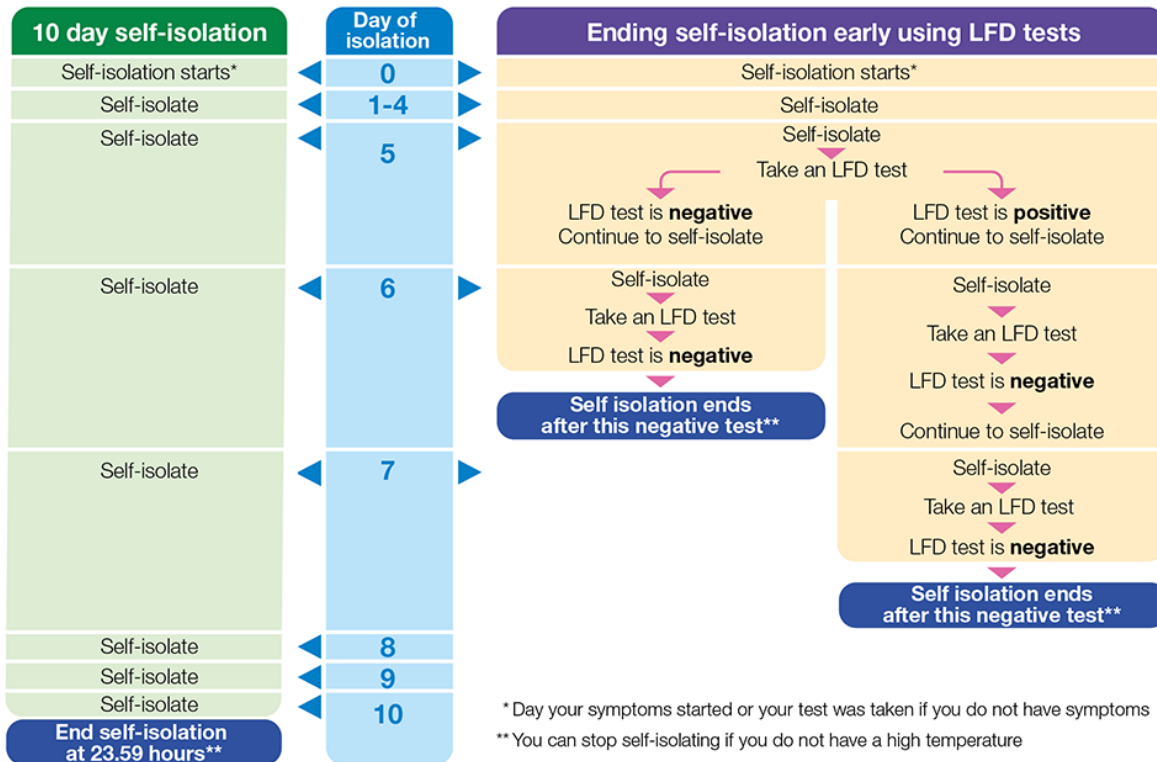 10 day self-isolation
Day of
isolation
Ending self-isolation early using LFD tests
Self-isolation starts*
0
Self-isolation starts*
Self-isolate
1-4
Self-isolate
Self-isolate
5
Self-isolate
Take an LFD test
LFD test is negative
Continue to self-isolate
LFD test is positive
Continue to self-isolate
Self-isolate
6
Self-isolate
Take an LFD test
LFD test is negative
Self isolation ends
after this negative test**
Self-isolate
Take an LFD test
LFD test is negative
Continue to self-isolate
Self-isolate
7
Self-isolate
Take an LFD test
LFD test is negative
Self isolation ends
after this negative test**
Self-isolate
8
Self-isolate
9
Self-isolate
10
End self-isolation
at 23.59 hours**
* Day your symptoms started or your test was taken if you do not have symptoms
** You can stop self-isolating if you do not have a high temperature